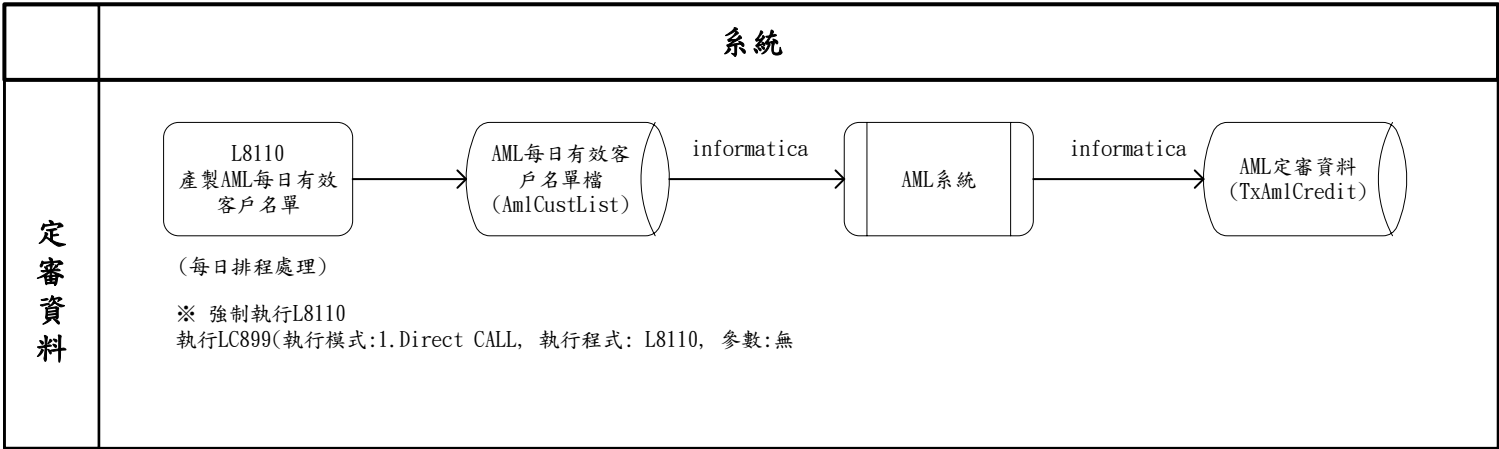 系統
定
審
資
料
L8110
產製AML每日有效
客戶名單
AML每日有效客
戶名單檔
(AmlCustList)
informatica
AML系統
informatica
AML定審資料
(TxAmlCredit)
(每日排程處理)
※ 強制執行L8110
執行LC899(執行模式:1.Direct CALL, 執行程式: L8110, 參數:無